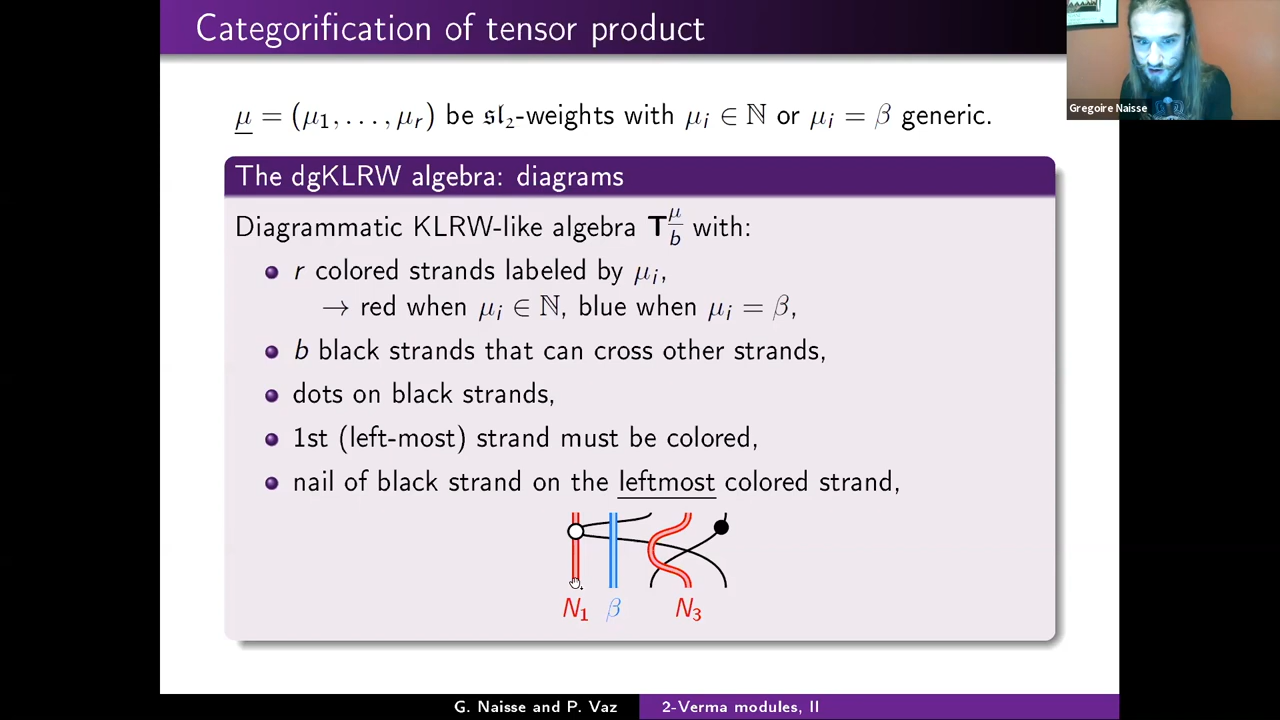 Categorification of tensor product
Gregoire Naisse
μ = (μ₁, . . . , μᵣ) be 𝔰𝔩₂-weights with μᵢ ∈ ℕ or μᵢ = β generic.
The dgKLRW algebra: diagrams
Diagrammatic KLRW-like algebra T^μ_b with:
r colored strands labeled by μᵢ,
→ red when μᵢ ∈ ℕ, blue when μᵢ = β,
b black strands that can cross other strands,
dots on black strands,
1st (left-most) strand must be colored,
nail of black strand on the leftmost colored strand,
N₁ β N₃
G. Naisse and P. Vaz 2-Verma modules, II